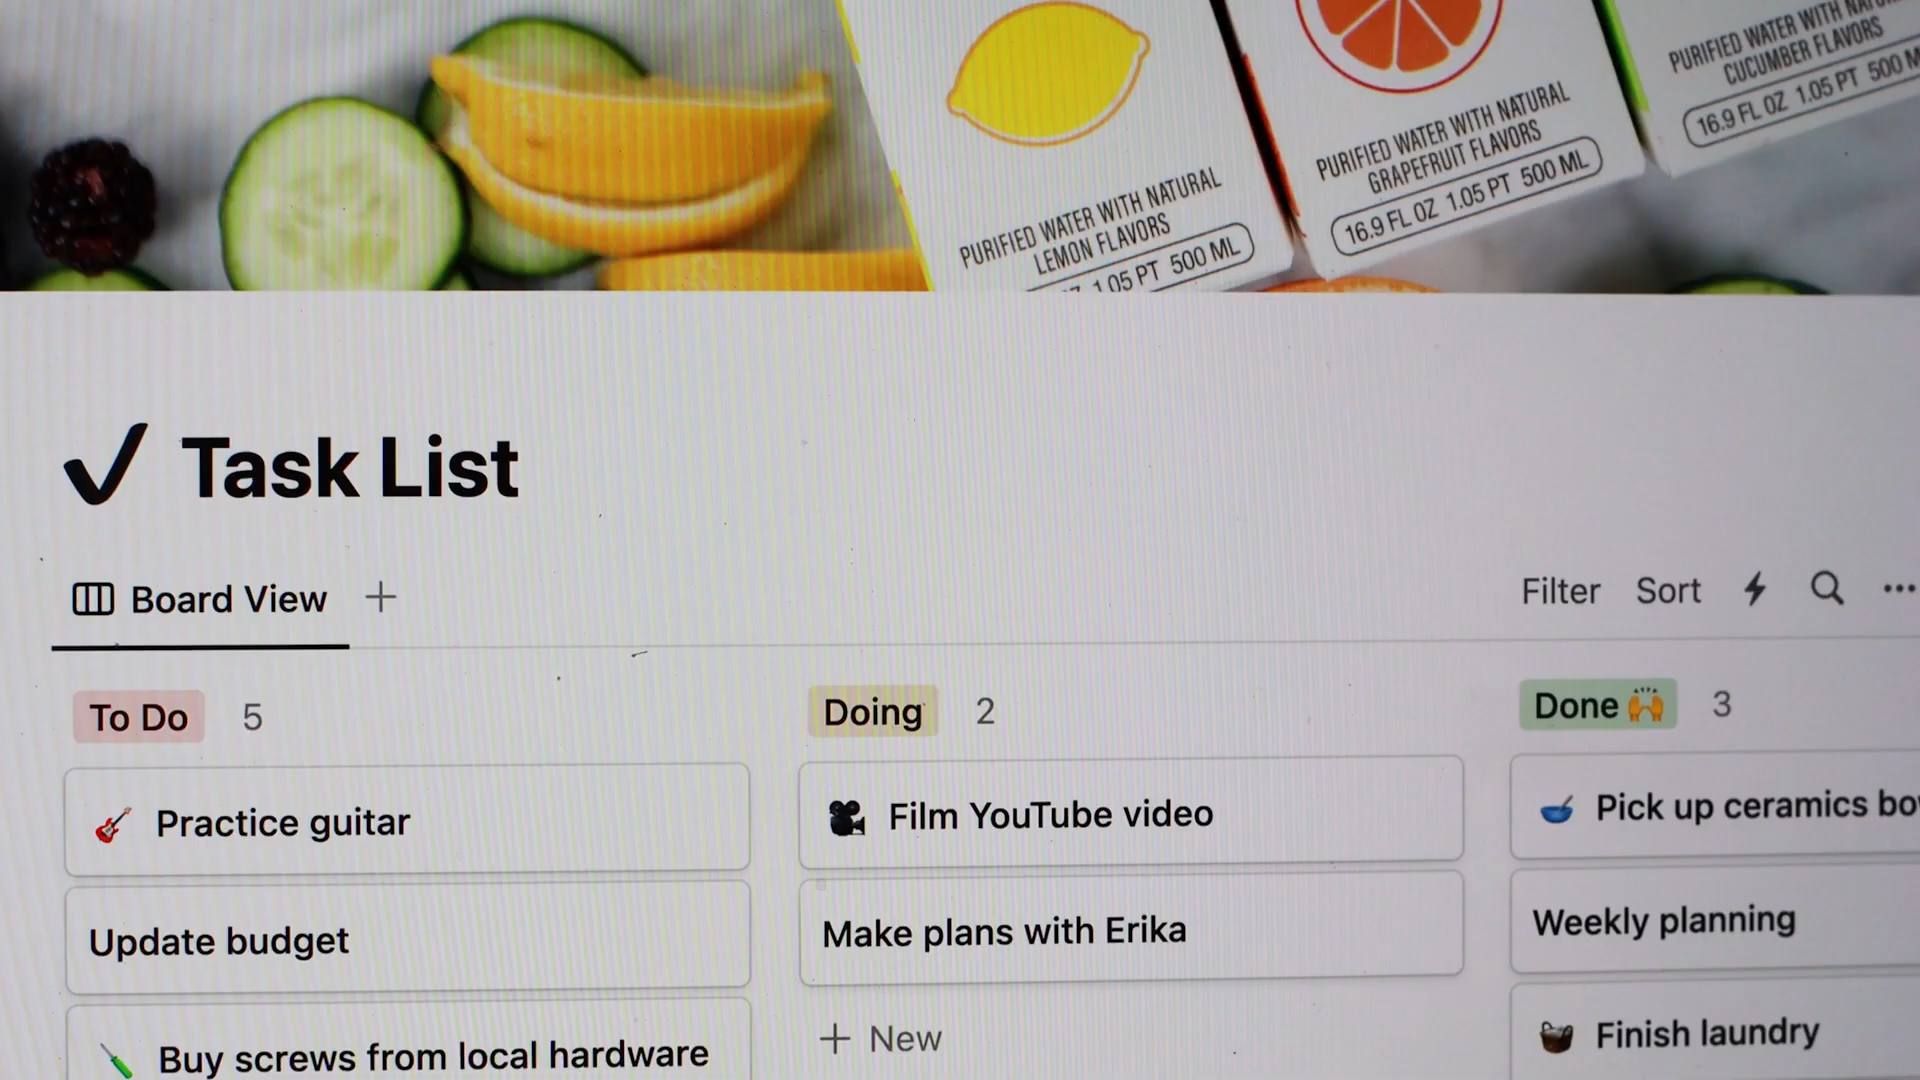 PURIFIED WATER WITH NATURAL
LEMON FLAVORS
1.05 PT 500 ML
PURIFIED WATER WITH NATURAL
GRAPEFRUIT FLAVORS
16.9 FL OZ 1.05 PT 500 ML
PURIFIED WATER WITH
CUCUMBER FLAVORS
16.9 FL OZ 1.05 PT 500
✔ Task List
Board View +
Filter Sort
To Do 5
Practice guitar
Update budget
Buy screws from local hardware
Doing 2
Film YouTube video
Make plans with Erika
+ New
Done 🙌 3
Pick up ceramics
Weekly planning
Finish laundry